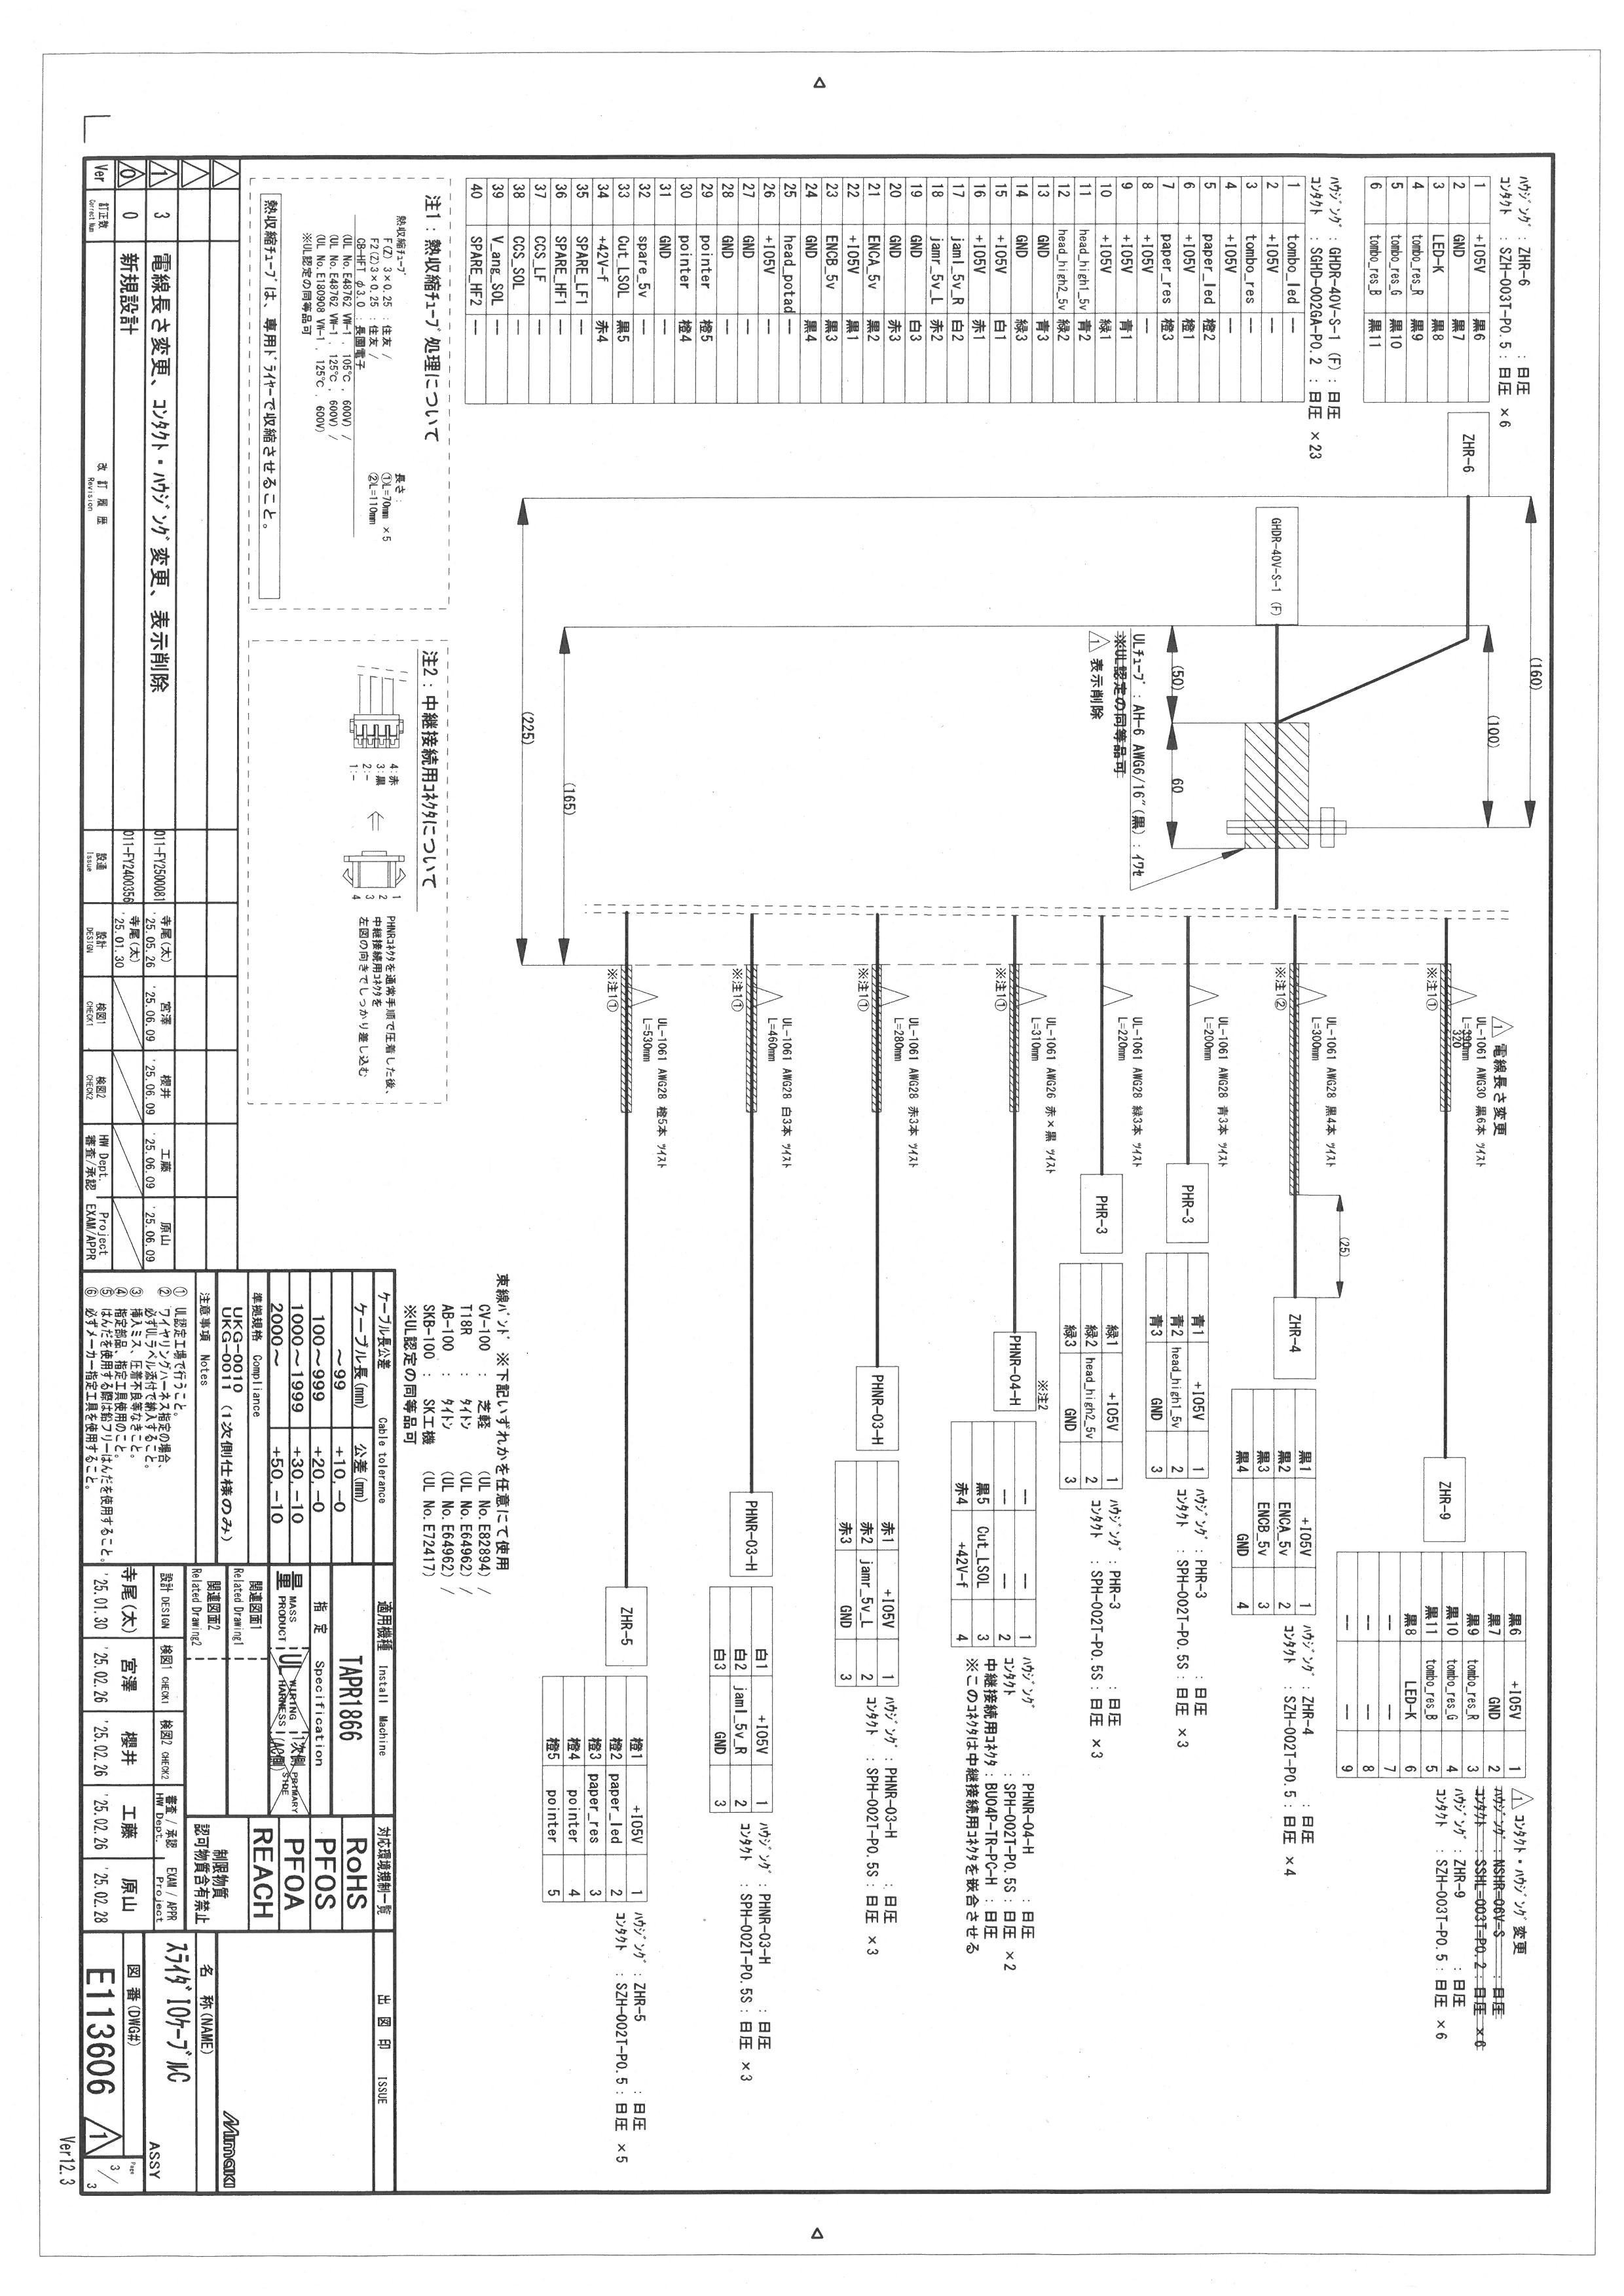 ﾊｳｼﾞﾝｸﾞ : ZHR-6 : 日圧
ｺﾝﾀｸﾄ : SZH-003T-P0.5 : 日圧 ×6
1 +IO5V 黒6
2 GND 黒7
3 LED-K 黒8
4 tombo_res_R 黒9
5 tombo_res_G 黒10
6 tombo_res_B 黒11
ﾊｳｼﾞﾝｸﾞ : GHDR-40V-S-1 (F) : 日圧
ｺﾝﾀｸﾄ : SGHD-002GA-P0.2 : 日圧 ×23
1 tombo_led --
2 +IO5V --
3 tombo_res --
4 +IO5V --
5 paper_led 橙2
6 +IO5V 橙1
7 paper_res 橙3
8 +IO5V --
9 +IO5V 青1
10 +IO5V 緑1
11 head_high1_5v 青2
12 head_high2_5v 緑2
13 GND 青3
14 GND 緑3
15 +IO5V 白1
16 +IO5V 赤1
17 jaml_5v_R 白2
18 jamr_5v_L 赤2
19 GND 白3
20 GND 赤3
21 ENCA_5v 黒2
22 +IO5V 黒1
23 ENCB_5v 黒3
24 GND 黒4
25 head_potad --
26 +IO5V --
27 GND --
28 GND --
29 pointer 橙5
30 pointer 橙4
31 GND --
32 spare_5v --
33 Cut_LSOL 黒5
34 +42V-f 赤4
35 SPARE_LF1 --
36 SPARE_HF1 --
37 CCS_LF --
38 CCS_SOL --
39 V_ang_SOL --
40 SPARE_HF2 --
(160)
(100)
ZHR-6
GHDR-40V-S-1 (F)
(50)
60
ULﾁｭｰﾌﾞ : AH-6 AWG6/16"(黒) : ｲﾜｾ
※UL認定の同等品可
1 表示削除
(165)
(225)
1 電線長さ変更
UL-1061 AWG30 黒6本 ﾂｲｽﾄ
L=390mm
320
※注1①
ZHR-9
黒6 +IO5V 1
黒7 GND 2
黒9 tombo_res_R 3
黒10 tombo_res_G 4
黒11 tombo_res_B 5
黒8 LED-K 6
-- -- 7
-- -- 8
-- -- 9
1 ｺﾝﾀｸﾄ・ﾊｳｼﾞﾝｸﾞ変更
ﾊｳｼﾞﾝｸﾞ : NSHR-06V-S : 日圧
ｺﾝﾀｸﾄ : SSHL-003T-P0.2 : 日圧 ×6
ﾊｳｼﾞﾝｸﾞ : ZHR-9 : 日圧
ｺﾝﾀｸﾄ : SZH-003T-P0.5 : 日圧 ×6
UL-1061 AWG28 黒4本 ﾂｲｽﾄ
L=300mm
(25)
※注1②
ZHR-4
黒1 +IO5V 1
黒2 ENCA_5v 2
黒3 ENCB_5v 3
黒4 GND 4
ﾊｳｼﾞﾝｸﾞ : ZHR-4 : 日圧
ｺﾝﾀｸﾄ : SZH-002T-P0.5 : 日圧 ×4
UL-1061 AWG28 青3本 ﾂｲｽﾄ
L=200mm
PHR-3
青1 +IO5V 1
青2 head_high1_5v 2
青3 GND 3
ﾊｳｼﾞﾝｸﾞ : PHR-3 : 日圧
ｺﾝﾀｸﾄ : SPH-002T-P0.5S : 日圧 ×3
UL-1061 AWG28 緑3本 ﾂｲｽﾄ
L=220mm
PHR-3
緑1 +IO5V 1
緑2 head_high2_5v 2
緑3 GND 3
ﾊｳｼﾞﾝｸﾞ : PHR-3 : 日圧
ｺﾝﾀｸﾄ : SPH-002T-P0.5S : 日圧 ×3
UL-1061 AWG26 赤×黒 ﾂｲｽﾄ
L=310mm
※注1①
※注2
PHNR-04-H
-- -- 1
-- -- 2
黒5 Cut_LSOL 3
赤4 +42V-f 4
ﾊｳｼﾞﾝｸﾞ : PHNR-04-H : 日圧
ｺﾝﾀｸﾄ : SPH-002T-P0.5S : 日圧 ×2
中継接続用ｺﾈｸﾀ : BU04P-TR-PC-H : 日圧
※このｺﾈｸﾀは中継接続用ｺﾈｸﾀを嵌合させる
UL-1061 AWG28 赤3本 ﾂｲｽﾄ
L=280mm
※注1①
PHNR-03-H
赤1 +IO5V 1
赤2 jamr_5v_L 2
赤3 GND 3
ﾊｳｼﾞﾝｸﾞ : PHNR-03-H : 日圧
ｺﾝﾀｸﾄ : SPH-002T-P0.5S : 日圧 ×3
UL-1061 AWG28 白3本 ﾂｲｽﾄ
L=460mm
※注1①
PHNR-03-H
白1 +IO5V 1
白2 jaml_5v_R 2
白3 GND 3
ﾊｳｼﾞﾝｸﾞ : PHNR-03-H : 日圧
ｺﾝﾀｸﾄ : SPH-002T-P0.5S : 日圧 ×3
UL-1061 AWG28 橙5本 ﾂｲｽﾄ
L=530mm
※注1①
ZHR-5
橙1 +IO5V 1
橙2 paper_led 2
橙3 paper_res 3
橙4 pointer 4
橙5 pointer 5
ﾊｳｼﾞﾝｸﾞ : ZHR-5 : 日圧
ｺﾝﾀｸﾄ : SZH-002T-P0.5 : 日圧 ×5
束線ﾊﾞﾝﾄﾞ ※下記いずれかを任意にて使用
CV-100 : 芝軽 (UL No.E82894) /
T18R : ﾀｲﾄﾝ (UL No.E64962) /
AB-100 : ﾀｲﾄﾝ (UL No.E64962) /
SKB-100 : SK工機 (UL No.E72417)
※UL認定の同等品可
注1 : 熱収縮ﾁｭｰﾌﾞ処理について
熱収縮ﾁｭｰﾌﾞ
F(Z) 3×0.25 : 住友 /
F2(Z)3×0.25 : 住友 /
CB-HFT φ3.0 : 長園電子
(UL No.E48762 VW-1 , 105℃ , 600V) /
(UL No.E48762 VW-1 , 125℃ , 600V) /
(UL No.E180908 VW-1 , 125℃ , 600V)
※UL認定の同等品可
長さ :
①L=70mm ×5
②L=110mm
熱収縮ﾁｭｰﾌﾞは、専用ﾄﾞﾗｲﾔｰで収縮させること。
注2 : 中継接続用ｺﾈｸﾀについて
4:赤
3:黒
2:-
1:-
1
2
3
4
PHNRｺﾈｸﾀを通常手順で圧着した後、
中継接続用ｺﾈｸﾀを
左図の向きでしっかり差し込む
ケーブル長公差 Cable tolerance
ケーブル長(mm) 公差(mm)
～99 +10,-0
100～999 +20,-0
1000～1999 +30,-10
2000～ +50,-10
準拠規格 Compliance
UKG-0010
UKG-0011 (1次側仕様のみ)
注意事項 Notes
① UL認定工場で行うこと。
② ワイヤリングハーネス指定の場合、
必ずULラベル添付で納入すること。
③ 挿入ミス、圧着不良等なきこと。
④ 指定部品、指定工具使用のこと。
⑤ はんだを使用する際は鉛フリーはんだを使用すること。
⑥ 必ずメーカー指定工具を使用すること。
適用機種 Install Machine
TAPR1866
指定 Specification
量 MASS PRODUCT
UL WIRING HARNESS
1次側 (AC側) PRIMARY SIDE
関連図面1
Related Drawing1
関連図面2
Related Drawing2
対応環境規制一覧
RoHS
PFOS
PFOA
REACH
制限物質
認可物質含有禁止
出図印 ISSUE
Mimaki
名 称(NAME)
ｽﾗｲﾀﾞIOケーブルC
ASSY
図 番(DWG#)
E113606
1
Page
3/3
設計 DESIGN 検図1 CHECK1 検図2 CHECK2 審査 / 承認 HW Dept. EXAM / APPR Project
寺尾(太) 宮澤 櫻井 工藤 原山
'25.01.30 '25.02.26 '25.02.26 '25.02.26 '25.02.28
1 3 電線長さ変更、ｺﾝﾀｸﾄ・ﾊｳｼﾞﾝｸﾞ変更、表示削除 011-FY2500081 寺尾(太) 宮澤 櫻井 工藤 原山
'25.05.26 '25.06.09 '25.06.09 '25.06.09 '25.06.09
0 0 新規設計 011-FY2400356 寺尾(太)
'25.01.30
Ver 訂正数 Correct Num 改 訂 履 歴 Revision 設通 Issue 設計 DESIGN 検図1 CHECK1 検図2 CHECK2 HW Dept. 審査/承認 Project EXAM/APPR
Ver12.3